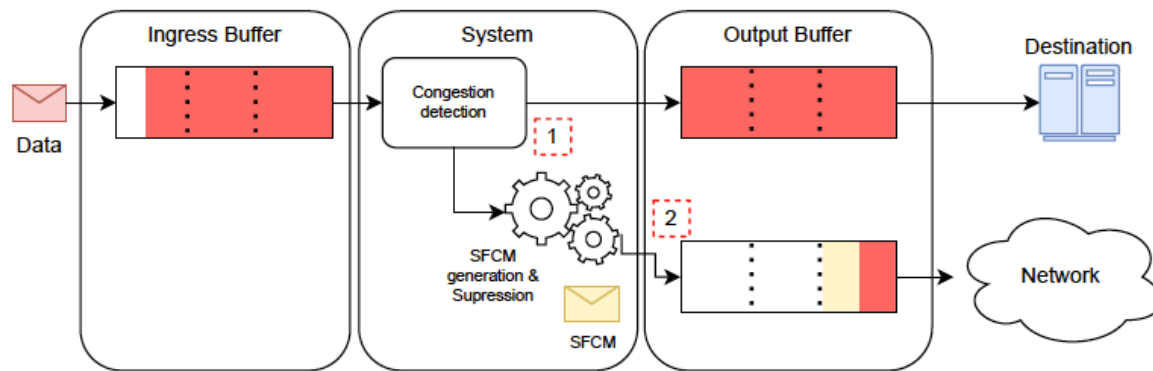 Ingress Buffer
System
Output Buffer
Destination
Data
Congestion
detection
1
2
SFCM
generation &
Supression
SFCM
Network